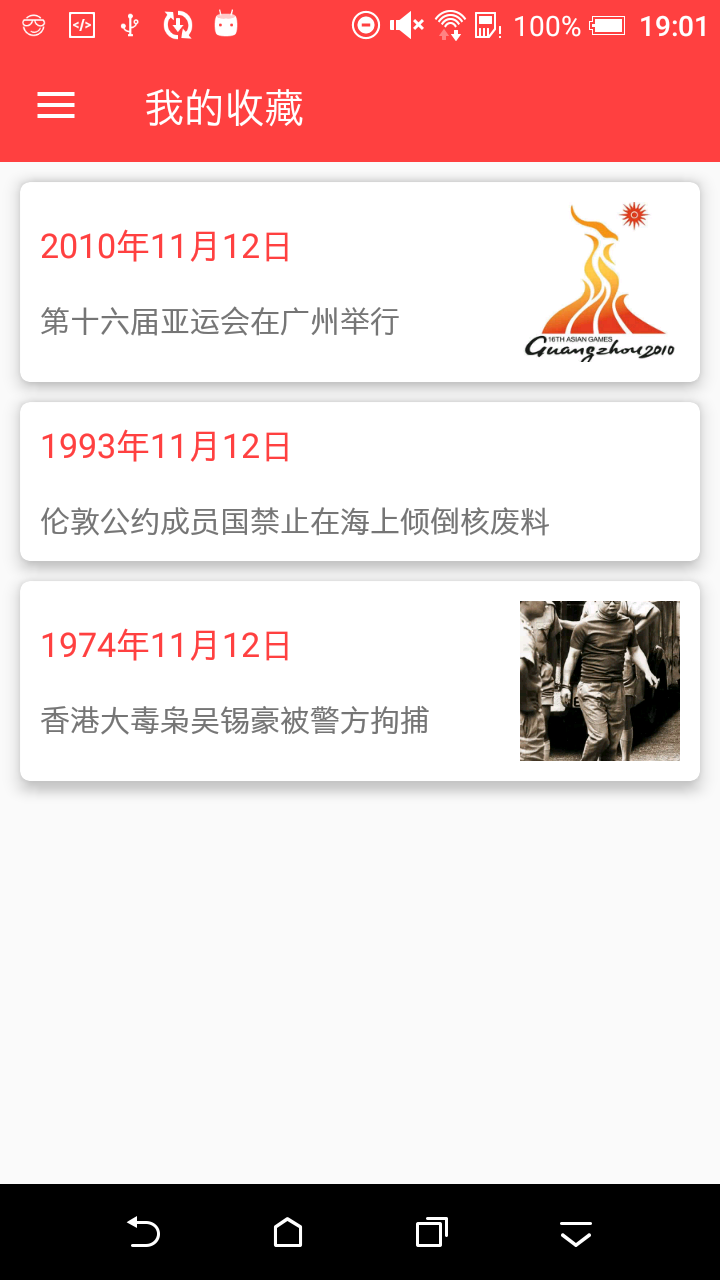 100% 19:01
我的收藏
2010年11月12日
第十六届亚运会在广州举行
16TH ASIAN GAMES
Guangzhou 2010
1993年11月12日
伦敦公约成员国禁止在海上倾倒核废料
1974年11月12日
香港大毒枭吴锡豪被警方拘捕